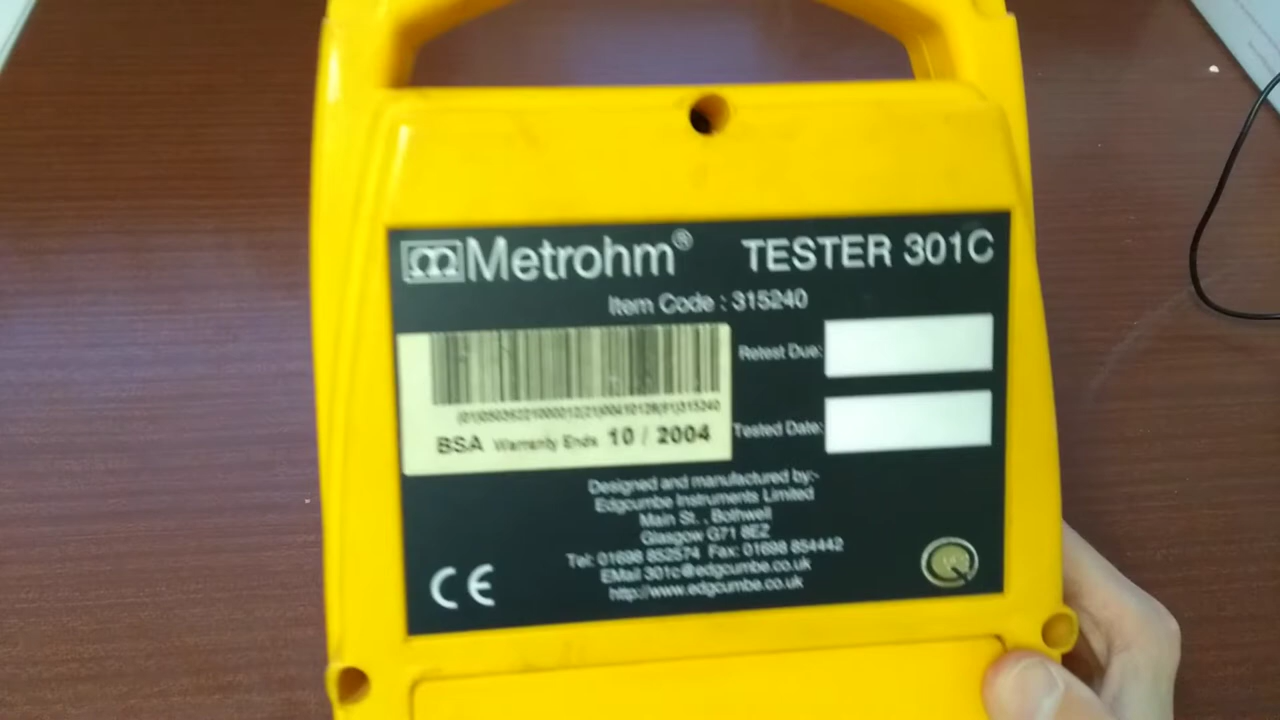 Metrohm® TESTER 301C
Item Code : 315240
Retest Due:
BSA Warranty Ends 10 / 2004
Tested Date:
Designed and manufactured by:-
Edgcumbe Instruments Limited
Main St. , Bothwell
Glasgow G71 8EZ
Tel: 01698 852574 Fax: 01698 854442
EMail 301c@edgcumbe.co.uk
http://www.edgcumbe.co.uk
CE